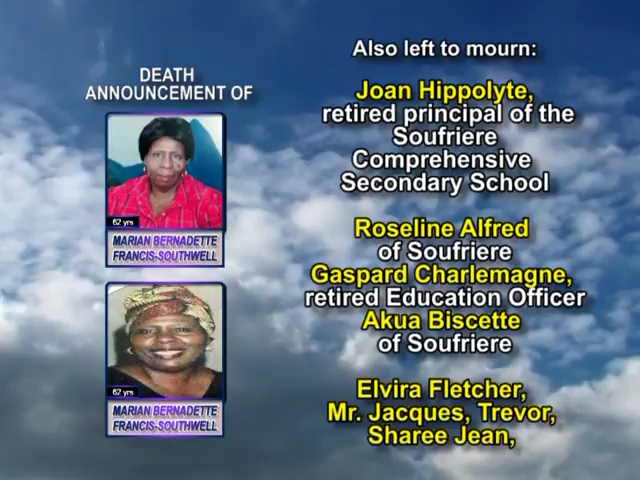 DEATH
ANNOUNCEMENT OF
62 yrs
MARIAN BERNADETTE
FRANCIS-SOUTHWELL
62 yrs
MARIAN BERNADETTE
FRANCIS-SOUTHWELL
Also left to mourn:
Joan Hippolyte,
retired principal of the
Soufriere
Comprehensive
Secondary School
Roseline Alfred
of Soufriere
Gaspard Charlemagne,
retired Education Officer
Akua Biscette
of Soufriere
Elvira Fletcher,
Mr. Jacques, Trevor,
Sharee Jean,